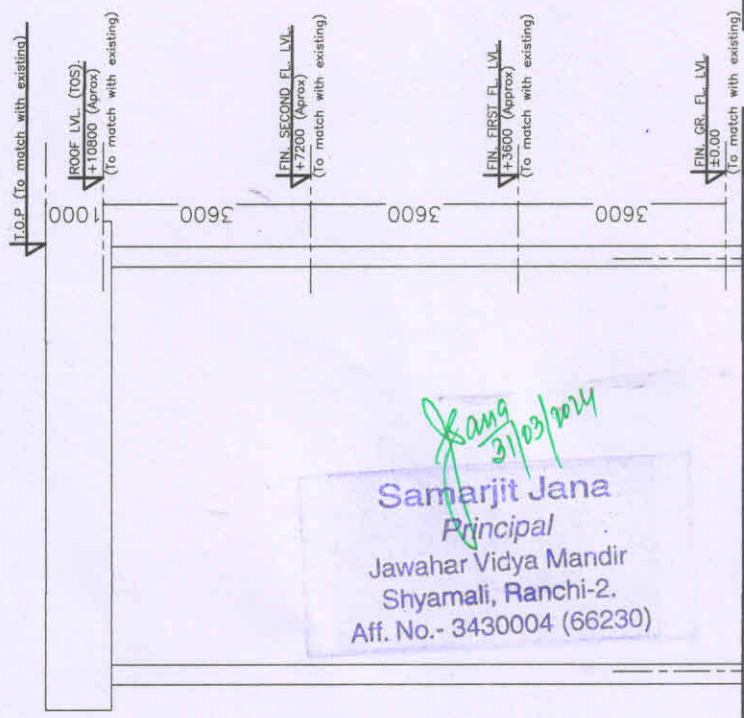 T.O.P (To match with existing)
ROOF LVL. (TOS).
+10800 (Aprox)
(To match with existing)
FIN. SECOND FL. LVL.
+7200 (Aprox)
(To match with existing)
FIN. FIRST FL. LVL.
+3600 (Approx)
(To match with existing)
FIN. GR. FL. LVL.
±0.00
(To match with existing)
1000
3600
3600
3600
Jana
31/03/2024
Samarjit Jana
Principal
Jawahar Vidya Mandir
Shyamali, Ranchi-2.
Aff. No.- 3430004 (66230)